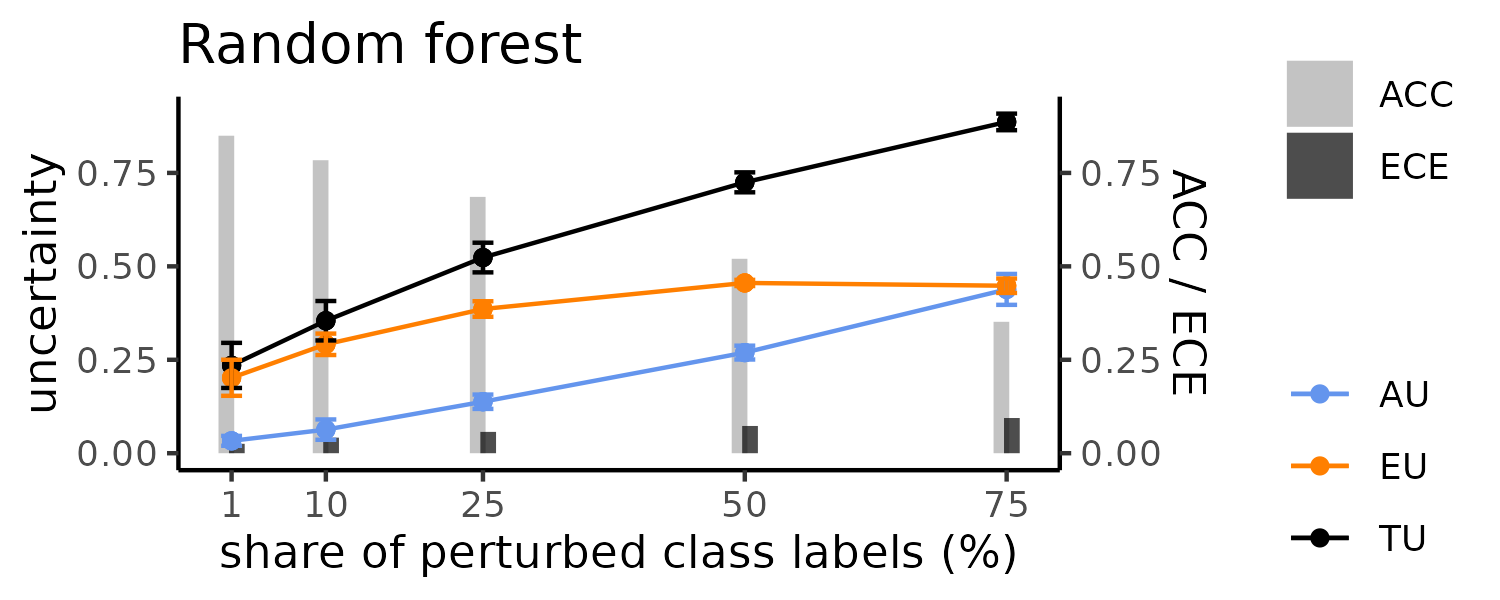 Random forest
uncertainty
0.75
0.50
0.25
0.00
0.75
0.50
0.25
0.00
ACC / ECE
1 10 25 50 75
share of perturbed class labels (%)
ACC
ECE
AU
EU
TU